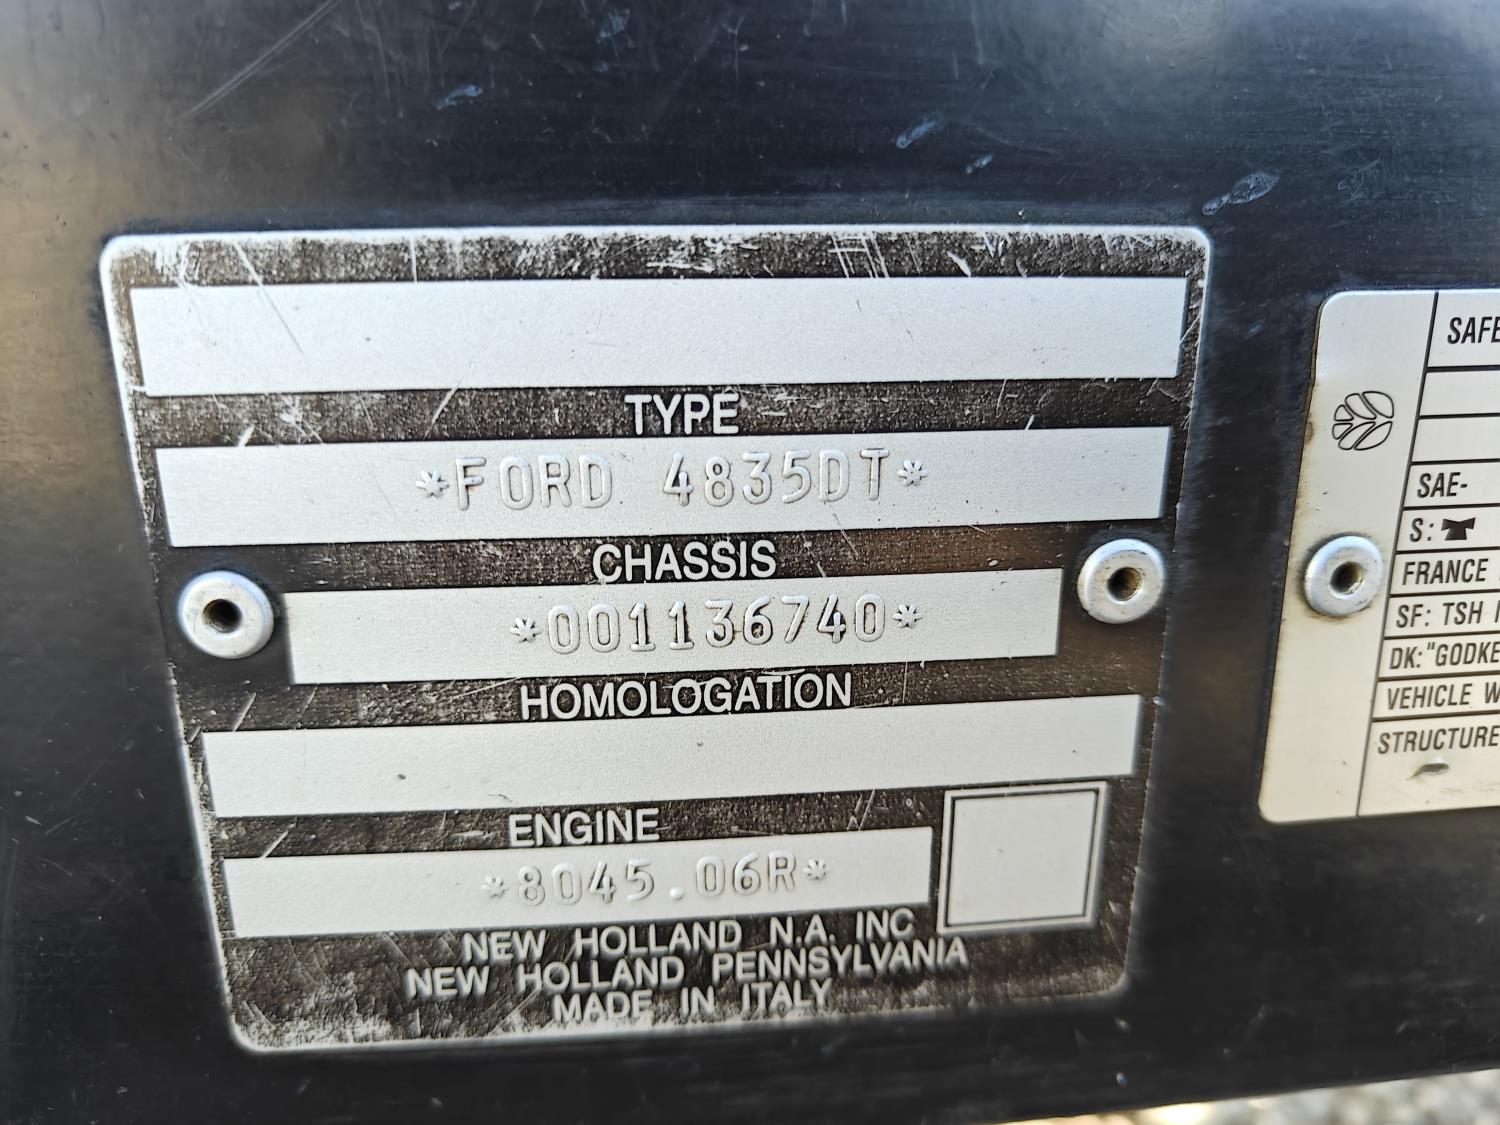 TYPE
*FORD 4835DT*
CHASSIS
*001136740*
HOMOLOGATION
ENGINE
*8045.06R*
NEW HOLLAND N.A. INC
NEW HOLLAND PENNSYLVANIA
MADE IN ITALY
SAFE
SAE-
S:
FRANCE
SF: TSH
DK: "GODKE
VEHICLE W
STRUCTURE